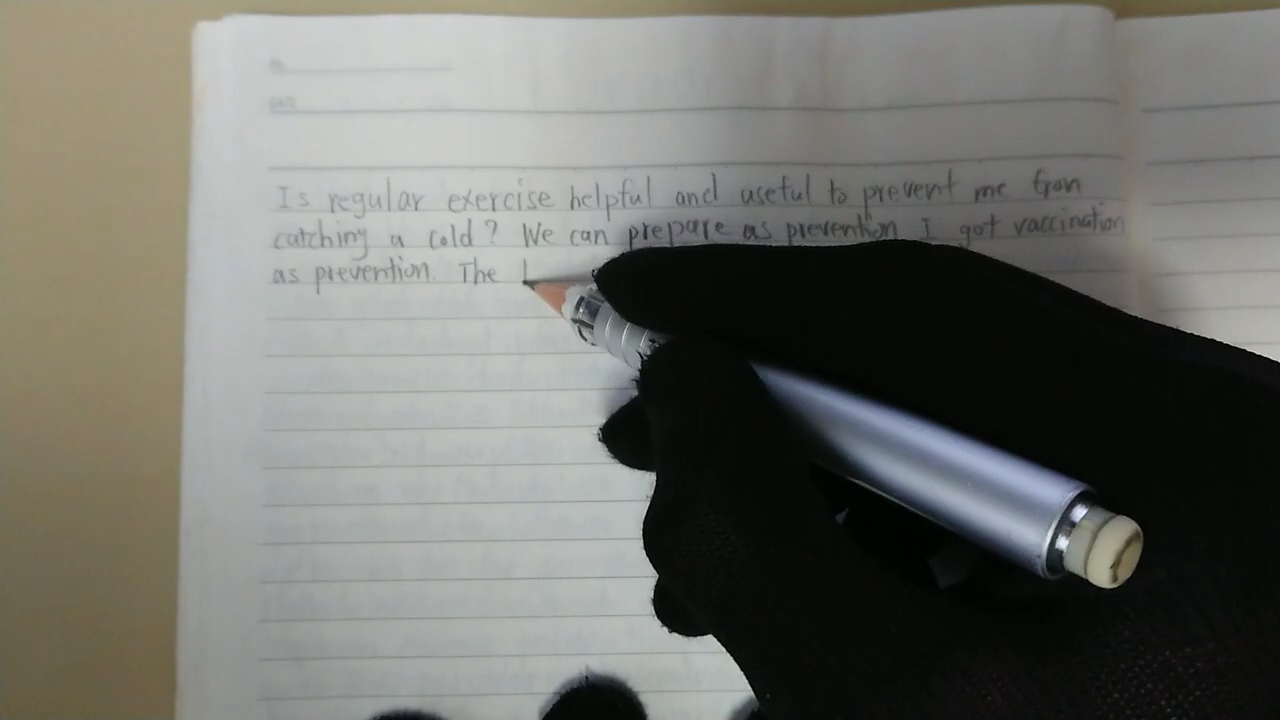 DATE
Is regular exercise helpful and useful to prevent me from
catching a cold? We can prepare as prevention I got vaccination
as prevention. The